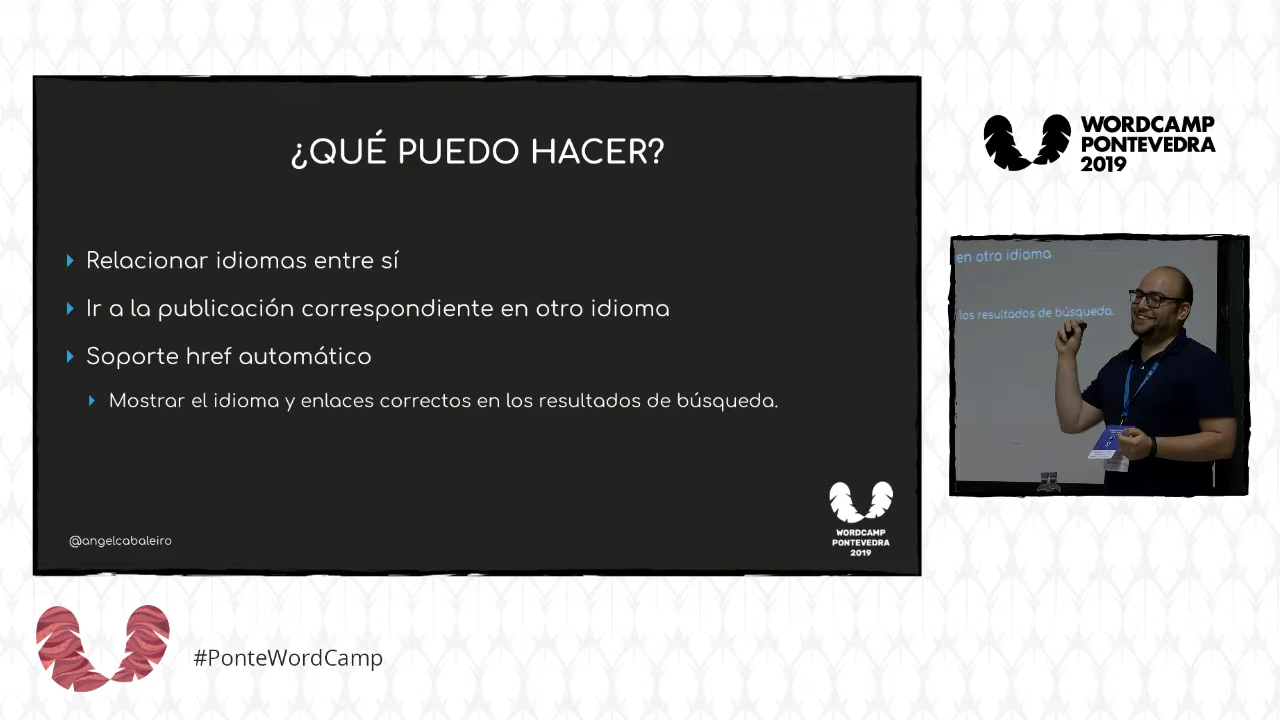 ¿QUÉ PUEDO HACER?
Relacionar idiomas entre sí
Ir a la publicación correspondiente en otro idioma
Soporte href automático
Mostrar el idioma y enlaces correctos en los resultados de búsqueda.
@angelcabaleiro
WORDCAMP
PONTEVEDRA
2019
WORDCAMP
PONTEVEDRA
2019
en otro idioma
los resultados de búsqueda.
#PonteWordCamp